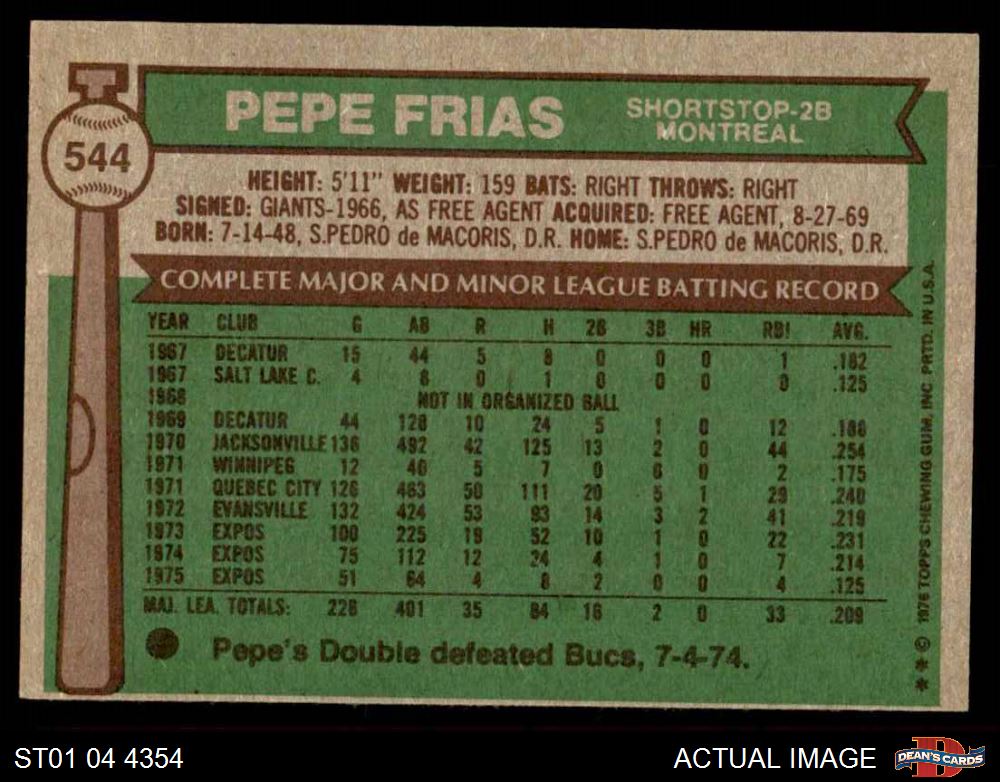 544
PEPE FRIAS
SHORTSTOP-2B
MONTREAL
HEIGHT: 5'11" WEIGHT: 159 BATS: RIGHT THROWS: RIGHT
SIGNED: GIANTS-1966, AS FREE AGENT ACQUIRED: FREE AGENT, 8-27-69
BORN: 7-14-48, S.PEDRO de MACORIS, D.R. HOME: S.PEDRO de MACORIS, D.R.
COMPLETE MAJOR AND MINOR LEAGUE BATTING RECORD
YEAR CLUB G AB R H 2B 3B HR RBI AVG.
1967 DECATUR 15 44 5 8 0 0 0 1 .182
1967 SALT LAKE C. 4 8 0 1 0 0 0 0 .125
1968 NOT IN ORGANIZED BALL
1969 DECATUR 44 128 10 24 5 1 0 12 .188
1970 JACKSONVILLE 136 492 42 125 13 2 0 44 .254
1971 WINNIPEG 12 40 5 7 0 0 0 2 .175
1971 QUEBEC CITY 126 463 50 111 20 5 1 29 .240
1972 EVANSVILLE 132 424 53 93 14 3 2 41 .219
1973 EXPOS 100 225 19 52 10 1 0 22 .231
1974 EXPOS 75 112 12 24 4 1 0 7 .214
1975 EXPOS 51 64 4 8 2 0 0 4 .125
MAJ. LEA. TOTALS: 226 401 35 84 16 2 0 33 .209
Pepe's Double defeated Bucs, 7-4-74.
* * © 1976 TOPPS CHEWING GUM, INC PRTD. IN U.S.A.
ST01 04 4354
ACTUAL IMAGE
D
DEAN'S CARDS